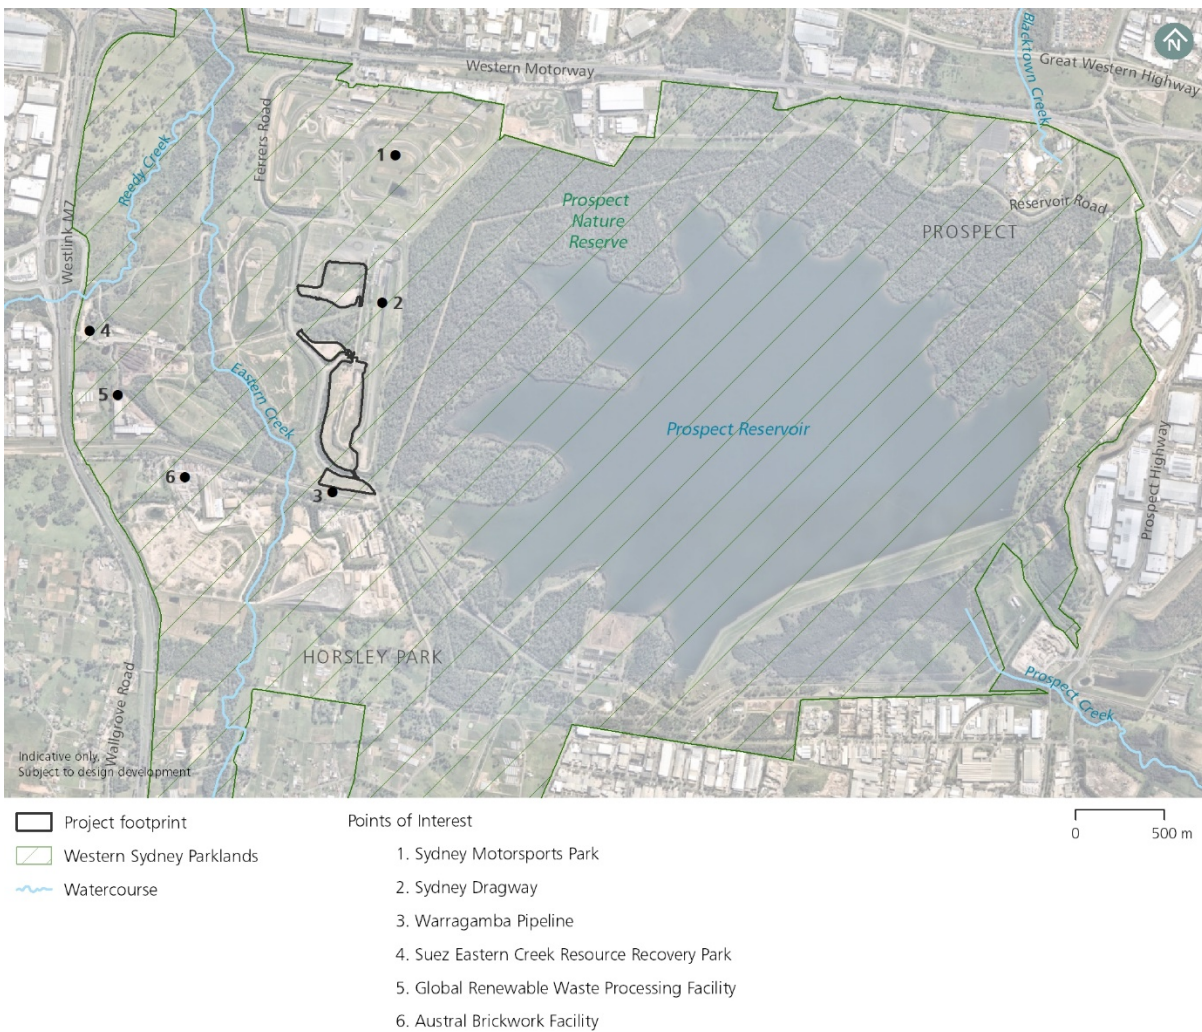 N
Western Motorway
Great Western Highway
Blacktown Creek
Ferrers Road
1
Reedy Creek
Prospect
Nature
Reserve
Reservoir Road
PROSPECT
Westlink M7
2
4
Eastern Creek
5
Prospect Reservoir
6
3
Prospect Highway
HORSLEY PARK
Wallgrove Road
Prospect Creek
Indicative only,
Subject to design development
Project footprint
Western Sydney Parklands
Watercourse
Points of Interest
1. Sydney Motorsports Park
2. Sydney Dragway
3. Warragamba Pipeline
4. Suez Eastern Creek Resource Recovery Park
5. Global Renewable Waste Processing Facility
6. Austral Brickwork Facility
0 500 m